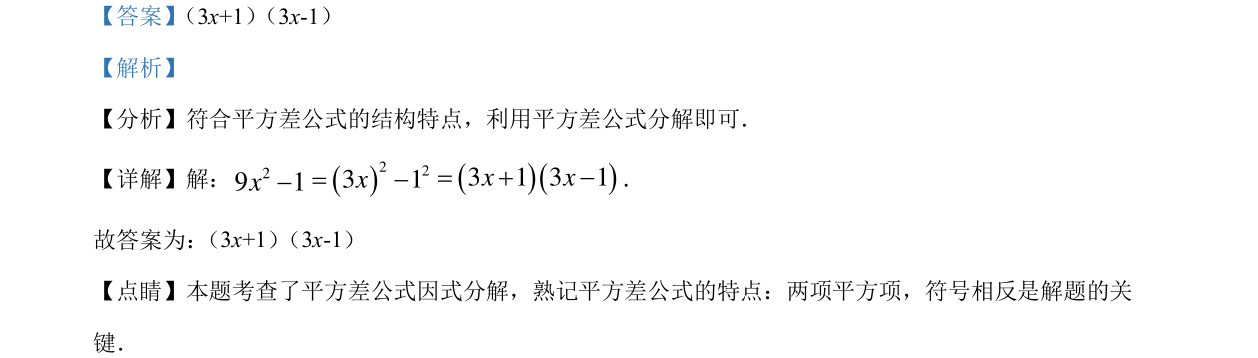 【答案】（3x+1）（3x-1）
【解析】
【分析】符合平方差公式的结构特点，利用平方差公式分解即可．
【详解】解：9x² −1 = (3x)² −1² = (3x+1)(3x−1)．
故答案为：（3x+1）（3x-1）
【点睛】本题考查了平方差公式因式分解，熟记平方差公式的特点：两项平方项，符号相反是解题的关
键．